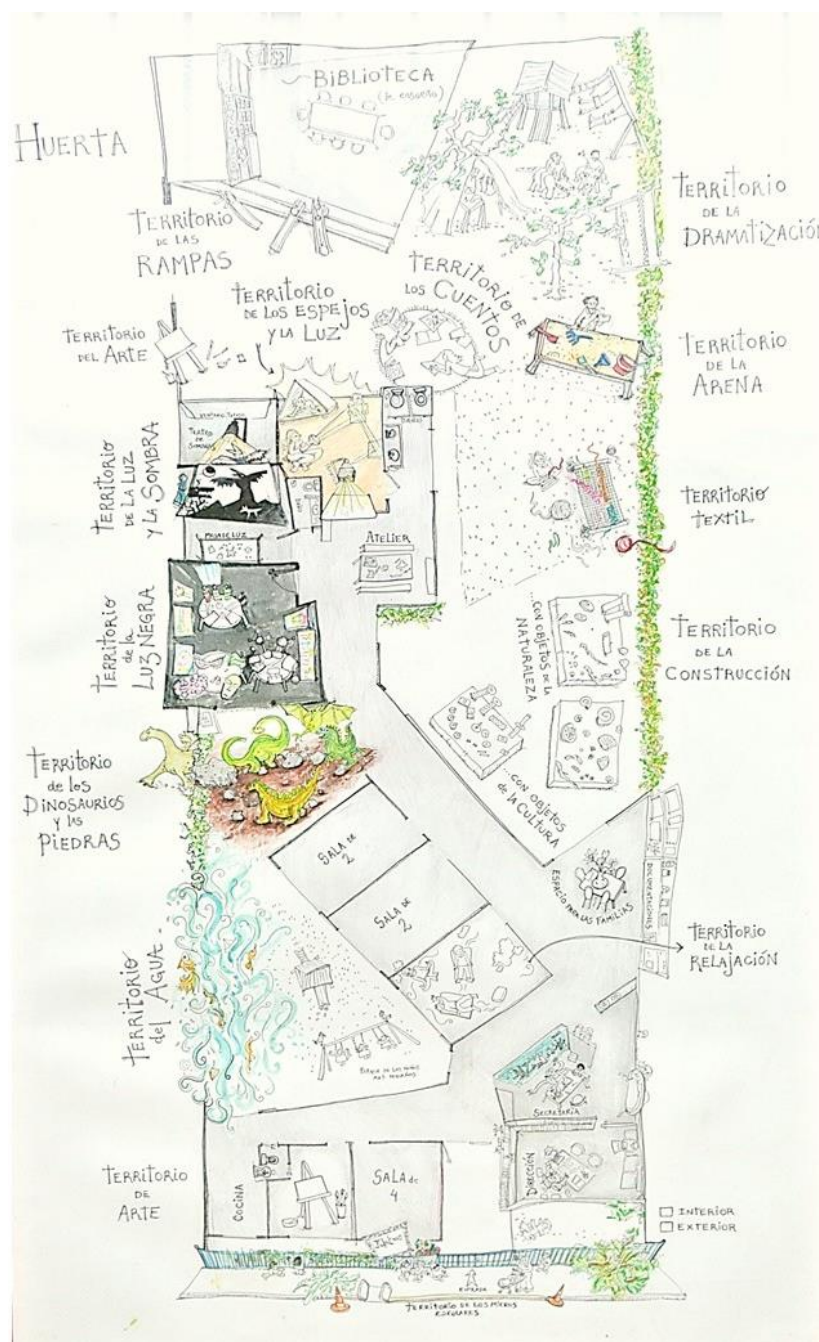 BIBLIOTECA
HUERTA
TERRITORIO
DE LAS
RAMPAS
TERRITORIO
DE LA
DRAMATIZACIÓN
TERRITORIO
DE LOS ESPEJOS
Y LA LUZ
TERRITORIO DE
LOS CUENTOS
TERRITORIO
DEL ARTE
TERRITORIO
DE LA
ARENA
TEATRO DE
SOMBRAS
TERRITORIO
DE LA LUZ
Y LA SOMBRA
TERRITORIO
TEXTIL
MESA DE LUZ
ATELIER
TERRITORIO
de la
LUZ NEGRA
...CON OBJETOS DE LA
NATURALEZA
TERRITORIO
DE LA
CONSTRUCCIÓN
TERRITORIO
de los
DINOSAURIOS
y las
PIEDRAS
...CON OBJETOS
de la CULTURA
SALA DE
2
SALA DE
2
ESPACIO PARA LAS FAMILIAS
DOCUMENTACIONES
TERRITORIO
DE LA
RELAJACIÓN
TERRITORIO
del AGUA-
SECRETARÍA
DIRECCIÓN
TERRITORIO
DE
ARTE
COCINA
SALA de
4
INTERIOR
EXTERIOR
ENTRADA
TERRITORIO DE LOS MICROS
ESCOLARES